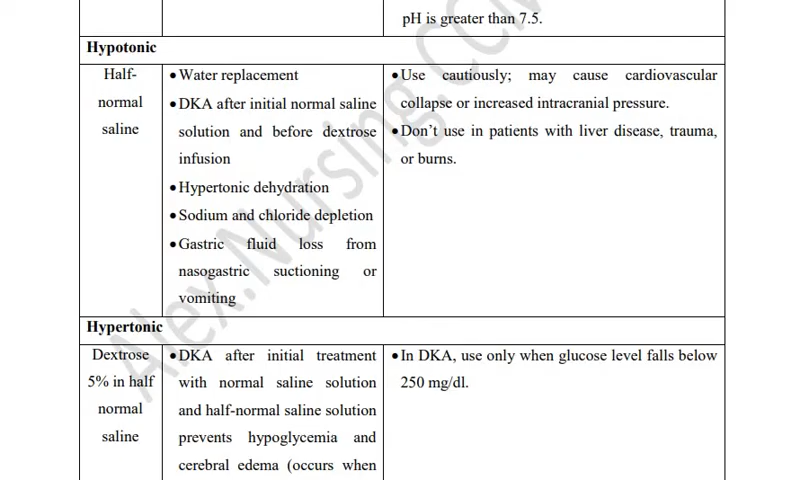 pH is greater than 7.5.
Hypotonic
Half-
normal
saline
• Water replacement
• DKA after initial normal saline
solution and before dextrose
infusion
• Hypertonic dehydration
• Sodium and chloride depletion
• Gastric fluid loss from
nasogastric suctioning or
vomiting
• Use cautiously; may cause cardiovascular
collapse or increased intracranial pressure.
• Don’t use in patients with liver disease, trauma,
or burns.
Hypertonic
Dextrose
5% in half
normal
saline
• DKA after initial treatment
with normal saline solution
and half-normal saline solution
prevents hypoglycemia and
cerebral edema (occurs when
• In DKA, use only when glucose level falls below
250 mg/dl.
Alex.Nursing.COM